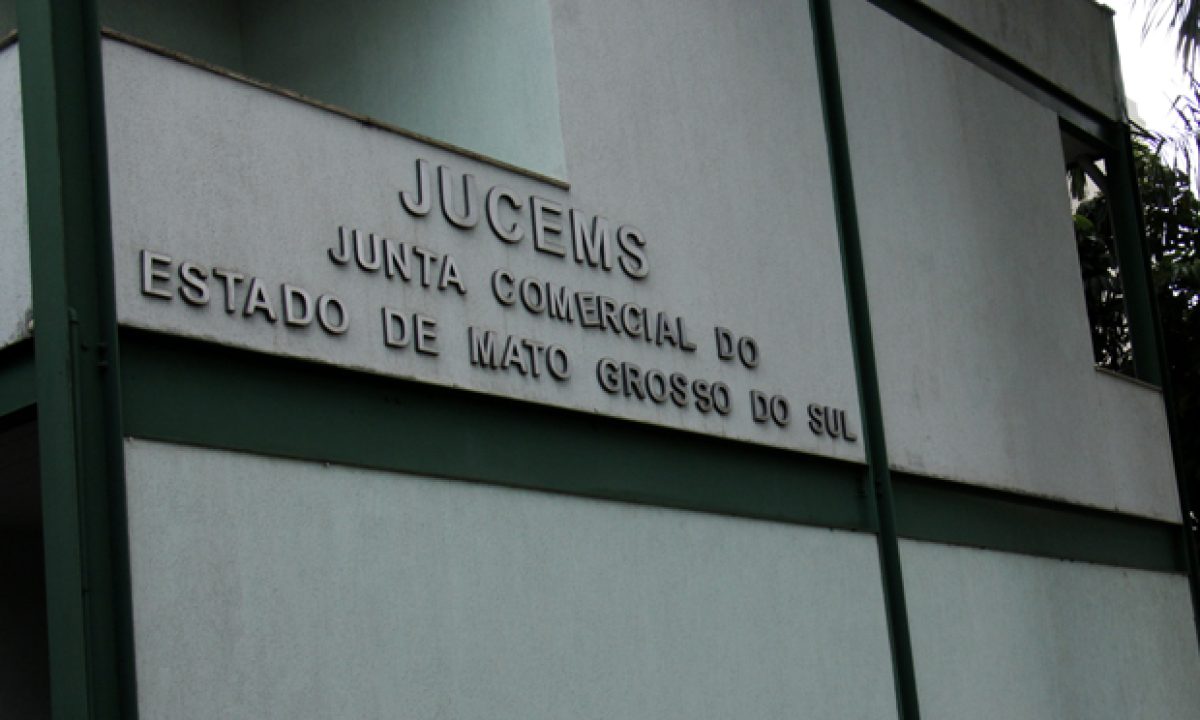 JUCEMS
JUNTA COMERCIAL DO
ESTADO DE MATO GROSSO DO SUL